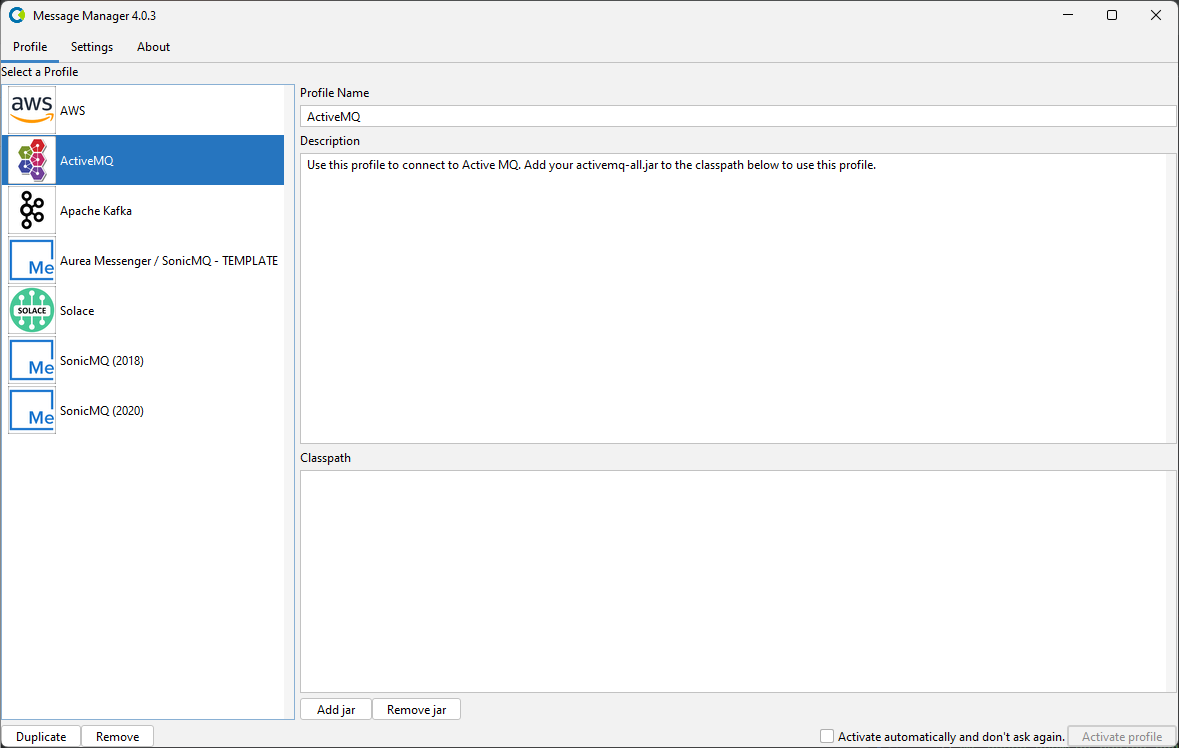 Message Manager 4.0.3
Profile Settings About
Select a Profile
aws AWS
ActiveMQ
Apache Kafka
Me Aurea Messenger / SonicMQ - TEMPLATE
SOLACE Solace
Me SonicMQ (2018)
Me SonicMQ (2020)
Profile Name
ActiveMQ
Description
Use this profile to connect to Active MQ. Add your activemq-all.jar to the classpath below to use this profile.
Classpath
Add jar Remove jar
Duplicate Remove Activate automatically and don't ask again. Activate profile